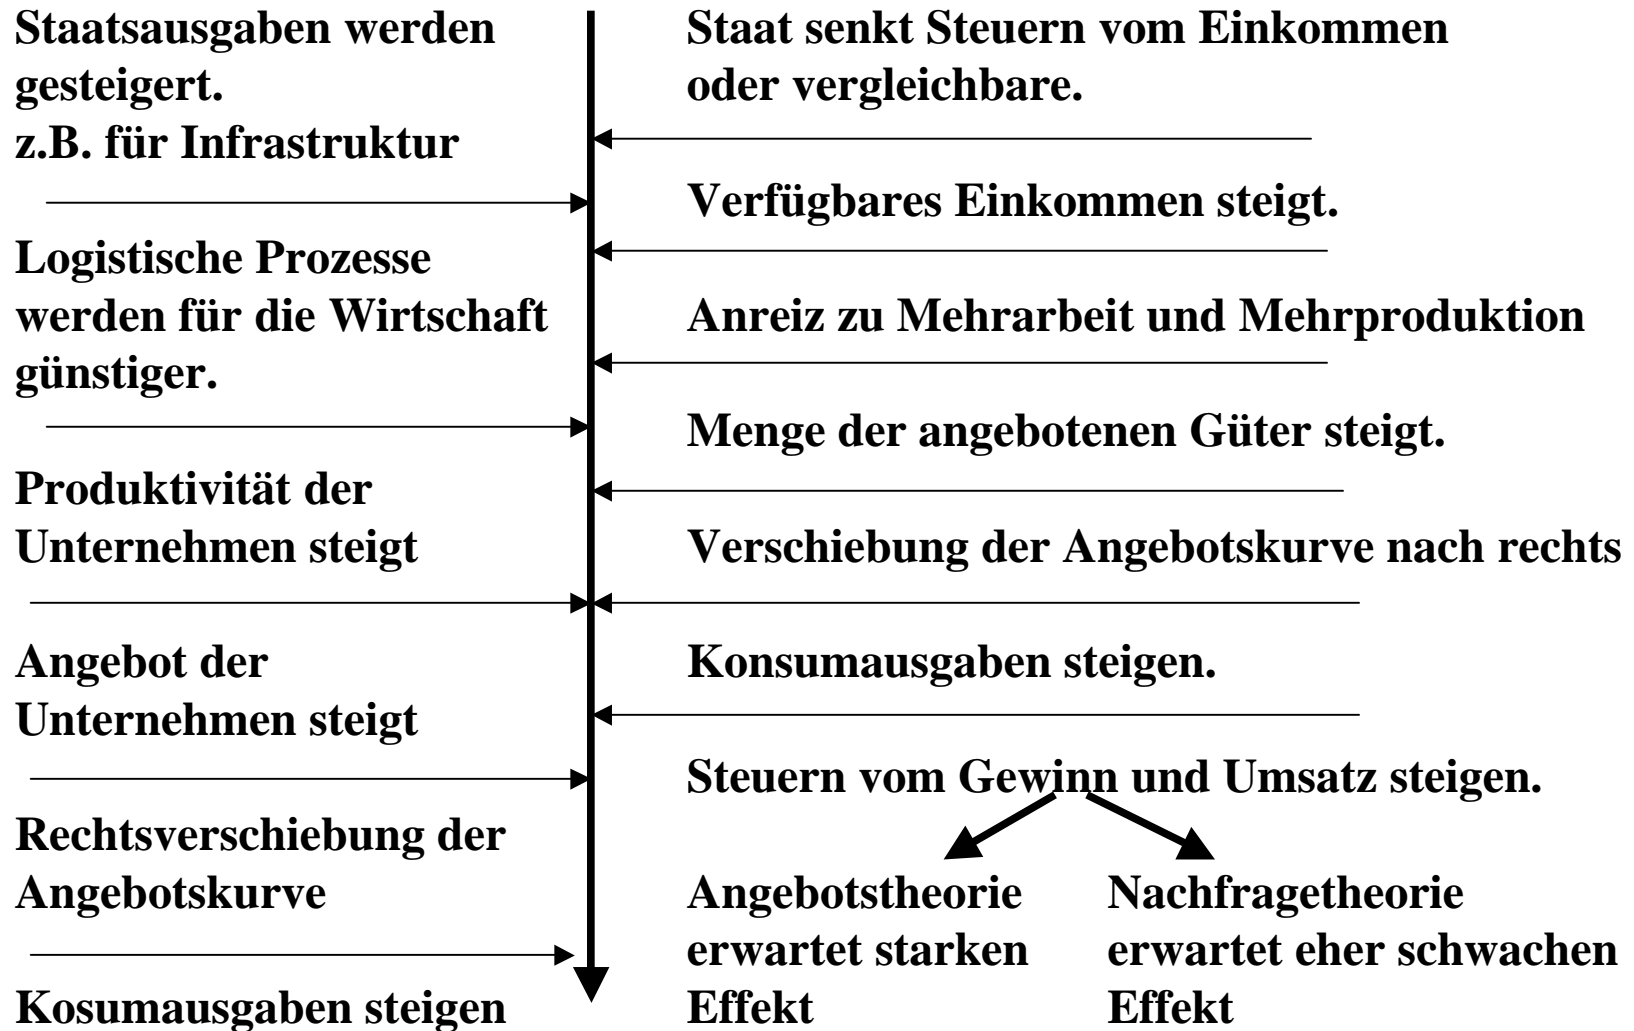 Staatsausgaben werden
gesteigert.
z.B. für Infrastruktur
Logistische Prozesse
werden für die Wirtschaft
günstiger.
Produktivität der
Unternehmen steigt
Angebot der
Unternehmen steigt
Rechtsverschiebung der
Angebotskurve
Kosumausgaben steigen
Staat senkt Steuern vom Einkommen
oder vergleichbare.
Verfügbares Einkommen steigt.
Anreiz zu Mehrarbeit und Mehrproduktion
Menge der angebotenen Güter steigt.
Verschiebung der Angebotskurve nach rechts
Konsumausgaben steigen.
Steuern vom Gewinn und Umsatz steigen.
Angebotstheorie
erwartet starken
Effekt
Nachfragetheorie
erwartet eher schwachen
Effekt